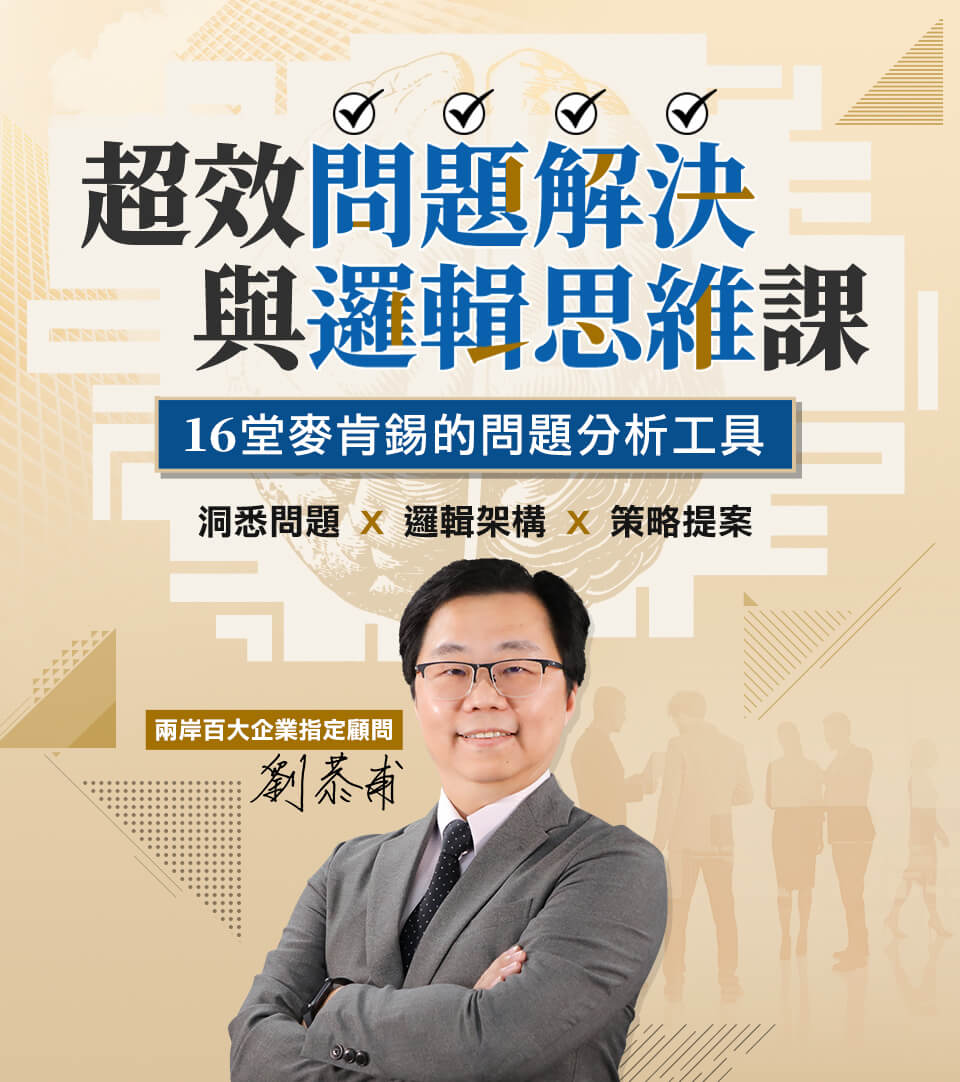 超效問題解決
與邏輯思維課
16堂麥肯錫的問題分析工具
洞悉問題 X 邏輯架構 X 策略提案
兩岸百大企業指定顧問
劉恭甫